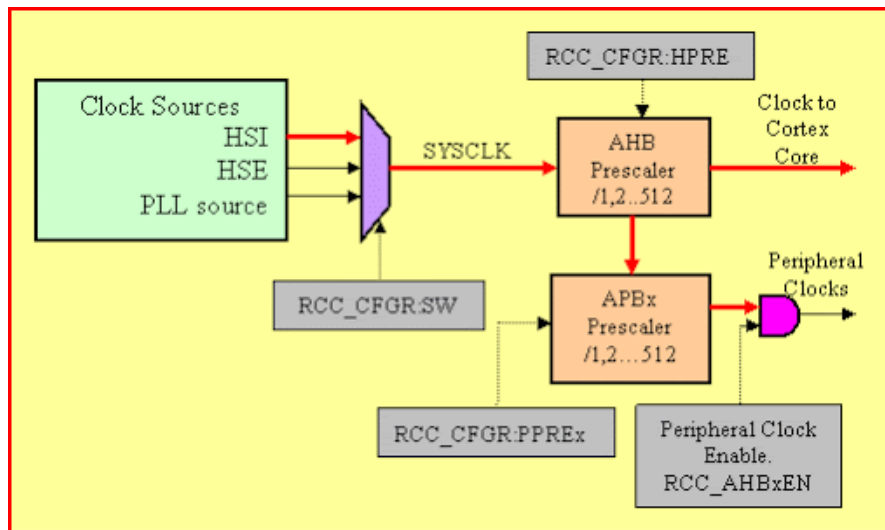 RCC_CFGR:HPRE
Clock Sources
HSI
HSE
PLL source
SYSCLK
AHB
Prescaler
/1,2..512
Clock to
Cortex
Core
RCC_CFGR:SW
APBx
Prescaler
/1,2...512
Peripheral
Clocks
RCC_CFGR:PPREx
Peripheral Clock
Enable.
RCC_AHBxEN